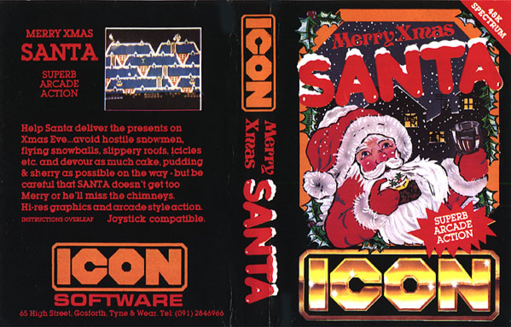 MERRY XMAS
SANTA
SUPERB
ARCADE
ACTION
Help Santa deliver the presents on
Xmas Eve...avoid hostile snowmen,
flying snowballs, slippery roofs, icicles
etc. and devour as much cake, pudding
& sherry as possible on the way - but be
careful that SANTA doesn't get too
Merry or he'll miss the chimneys.
Hi-res graphics and arcade style action.
INSTRUCTIONS OVERLEAF Joystick compatible.
ICON
SOFTWARE
65 High Street, Gosforth, Tyne & Wear. Tel: (091) 2846966
ICON
Merry
Xmas
SANTA
48K
SPECTRUM
Merry Xmas
SANTA
SUPERB
ARCADE
ACTION
ICON